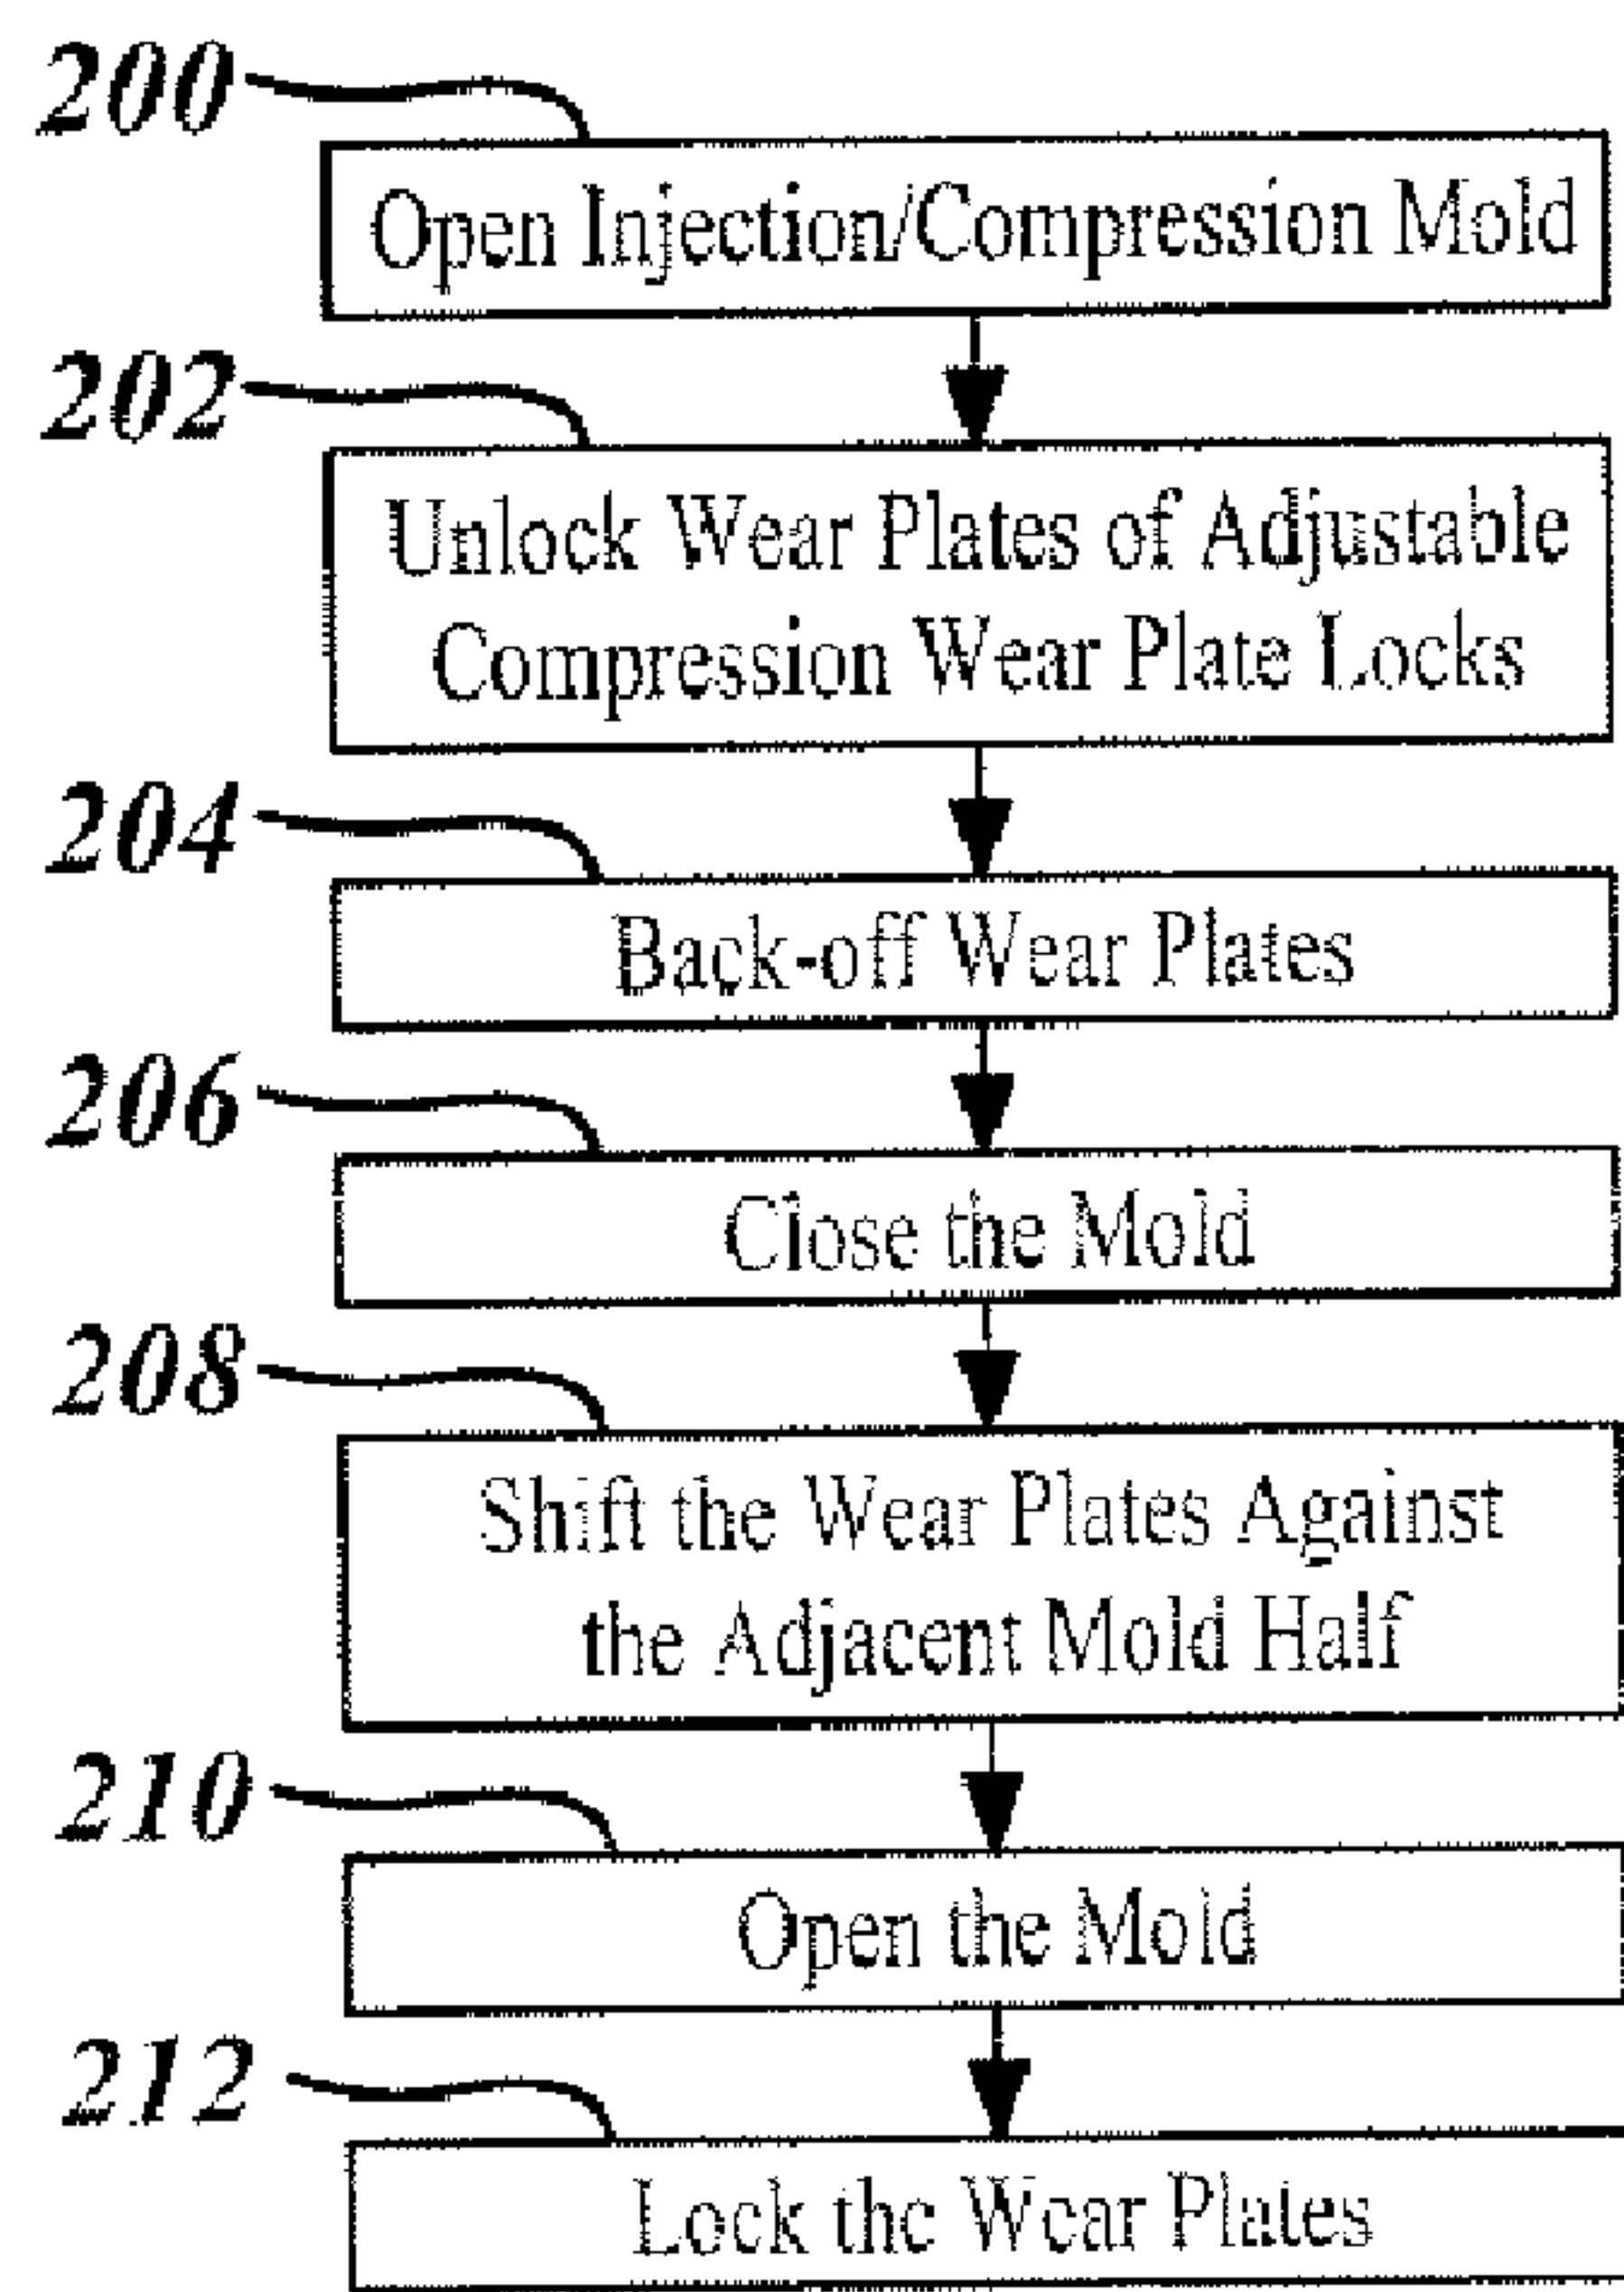 200
Open Injection/Compression Mold
202
Unlock Wear Plates of Adjustable
Compression Wear Plate Locks
204
Back-off Wear Plates
206
Close the Mold
208
Shift the Wear Plates Against
the Adjacent Mold Half
210
Open the Mold
212
Lock the Wear Plates